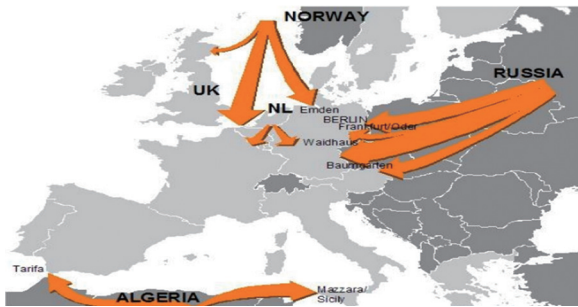 NORWAY
RUSSIA
UK
NL
Emden
BERLIN
Frankfurt/Oder
Waidhaus
Baumgarten
Tarifa
ALGERIA
Mazzara/
Sicily